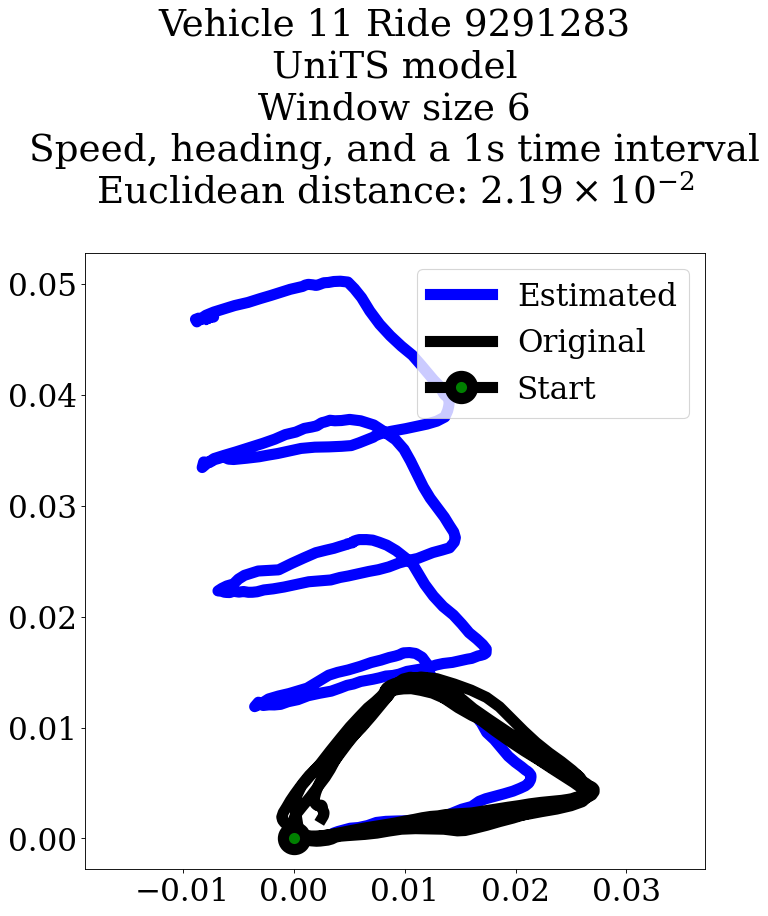 Vehicle 11 Ride 9291283
UniTS model
Window size 6
Speed, heading, and a 1s time interval
Euclidean distance: 2.19 × 10⁻²
Estimated
Original
Start
0.05
0.04
0.03
0.02
0.01
0.00
−0.01 0.00 0.01 0.02 0.03